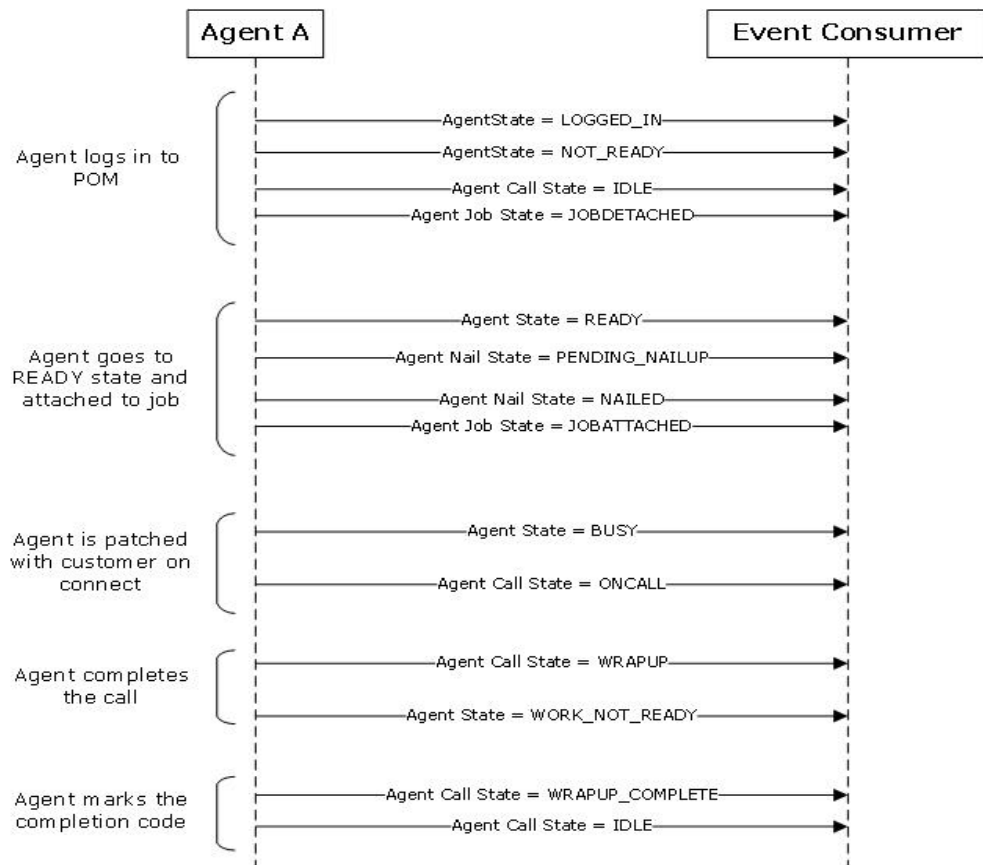 Agent A
Event Consumer
Agent logs in to
POM
AgentState = LOGGED_IN
AgentState = NOT_READY
Agent Call State = IDLE
Agent Job State = JOBDETACHED
Agent goes to
READY state and
attached to job
Agent State = READY
Agent Nail State = PENDING_NAILUP
Agent Nail State = NAILED
Agent Job State = JOBATTACHED
Agent is patched
with customer on
connect
Agent State = BUSY
Agent Call State = ONCALL
Agent completes
the call
Agent Call State = WRAPUP
Agent State = WORK_NOT_READY
Agent marks the
completion code
Agent Call State = WRAPUP_COMPLETE
Agent Call State = IDLE